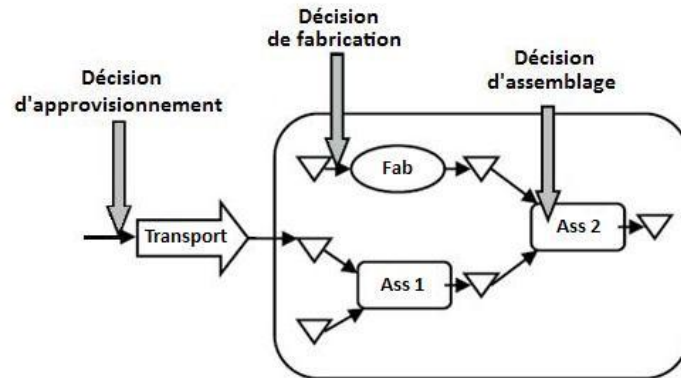 Décision
de fabrication
Décision
d'assemblage
Décision
d'approvisionnement
Fab
Transport
Ass 2
Ass 1